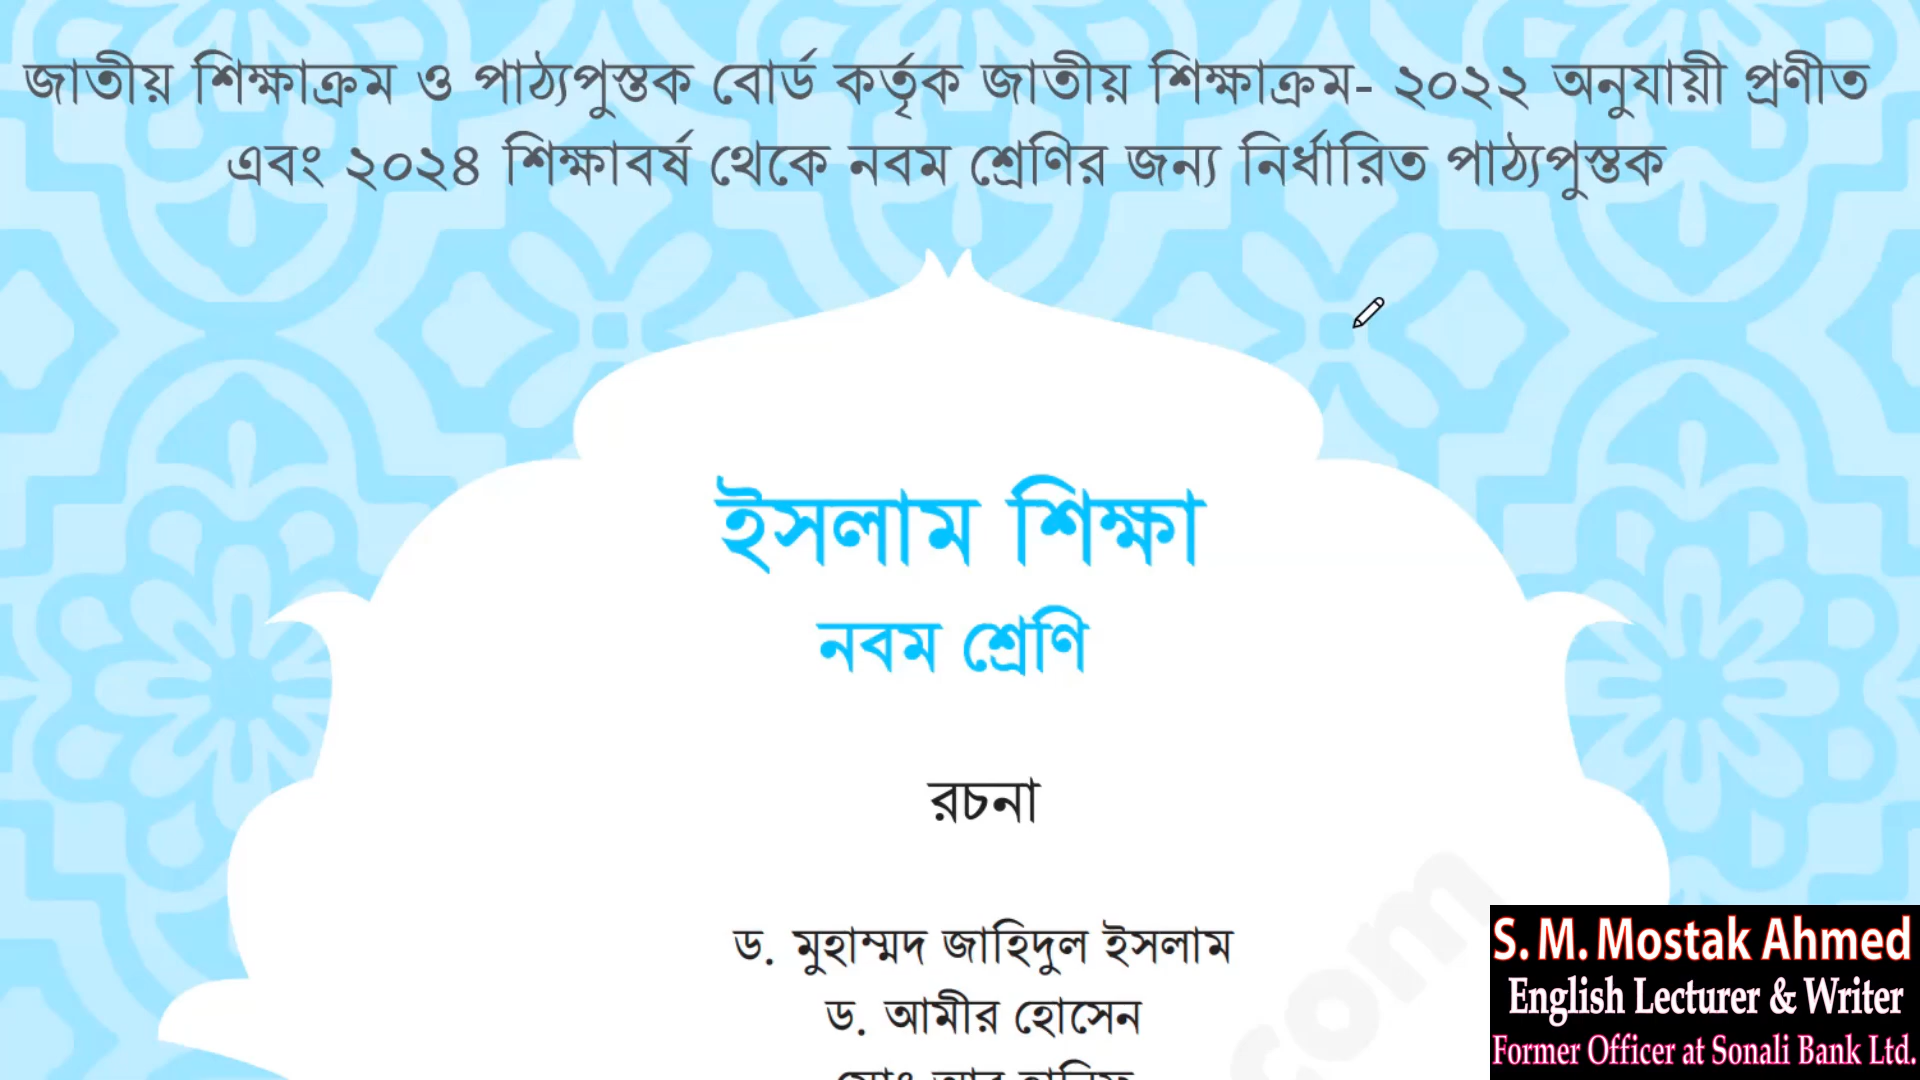 জাতীয় শিক্ষাক্রম ও পাঠ্যপুস্তক বোর্ড কর্তৃক জাতীয় শিক্ষাক্রম- ২০২২ অনুযায়ী প্রণীত
এবং ২০২৪ শিক্ষাবর্ষ থেকে নবম শ্রেণির জন্য নির্ধারিত পাঠ্যপুস্তক
ইসলাম শিক্ষা
নবম শ্রেণি
রচনা
ড. মুহাম্মদ জাহিদুল ইসলাম
ড. আমীর হোসেন
com
S. M. Mostak Ahmed
English Lecturer & Writer
Former Officer at Sonali Bank Ltd.